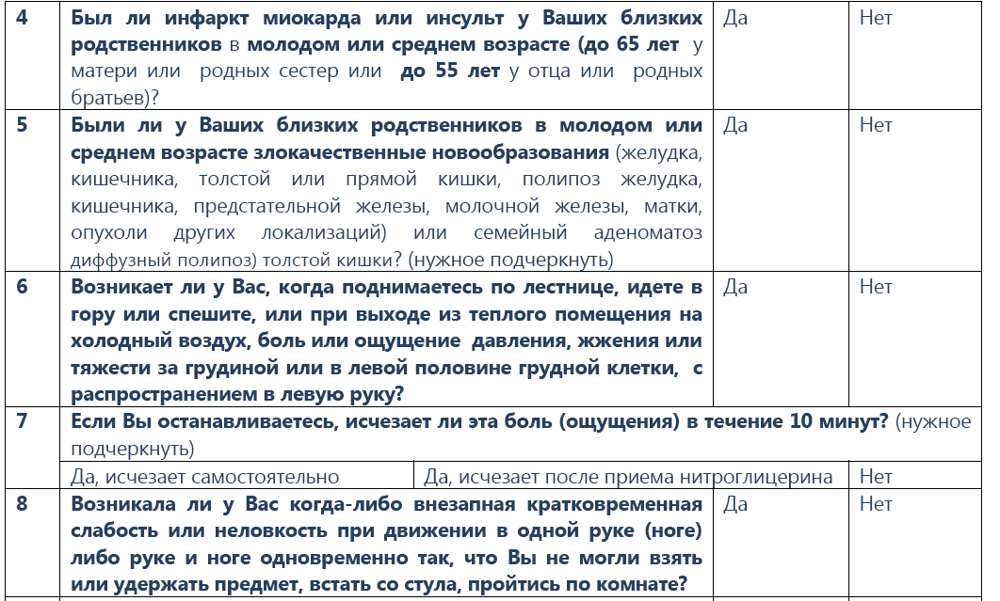 4 Был ли инфаркт миокарда или инсульт у Ваших близких Да Нет
родственников в молодом или среднем возрасте (до 65 лет у
матери или родных сестер или до 55 лет у отца или родных
братьев)?
5 Были ли у Ваших близких родственников в молодом или Да Нет
среднем возрасте злокачественные новообразования (желудка,
кишечника, толстой или прямой кишки, полипоз желудка,
кишечника, предстательной железы, молочной железы, матки,
опухоли других локализаций) или семейный аденоматоз
диффузный полипоз) толстой кишки? (нужное подчеркнуть)
6 Возникает ли у Вас, когда поднимаетесь по лестнице, идете в Да Нет
гору или спешите, или при выходе из теплого помещения на
холодный воздух, боль или ощущение давления, жжения или
тяжести за грудиной или в левой половине грудной клетки, с
распространением в левую руку?
7 Если Вы останавливаетесь, исчезает ли эта боль (ощущения) в течение 10 минут? (нужное
подчеркнуть)
Да, исчезает самостоятельно Да, исчезает после приема нитроглицерина Нет
8 Возникала ли у Вас когда-либо внезапная кратковременная Да Нет
слабость или неловкость при движении в одной руке (ноге)
либо руке и ноге одновременно так, что Вы не могли взять
или удержать предмет, встать со стула, пройтись по комнате?